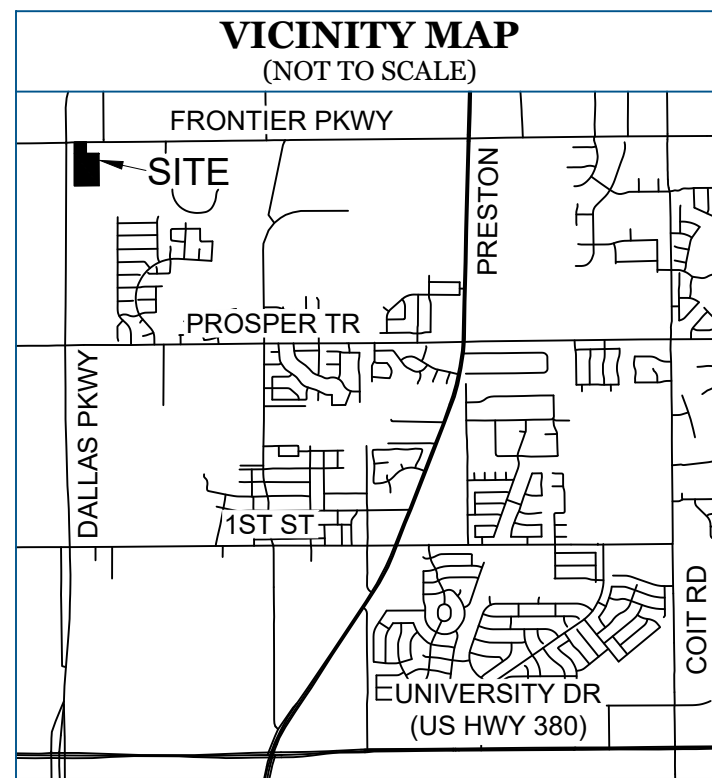 VICINITY MAP
(NOT TO SCALE)
FRONTIER PKWY
SITE
PRESTON
PROSPER TR
DALLAS PKWY
1ST ST
COIT RD
UNIVERSITY DR
(US HWY 380)